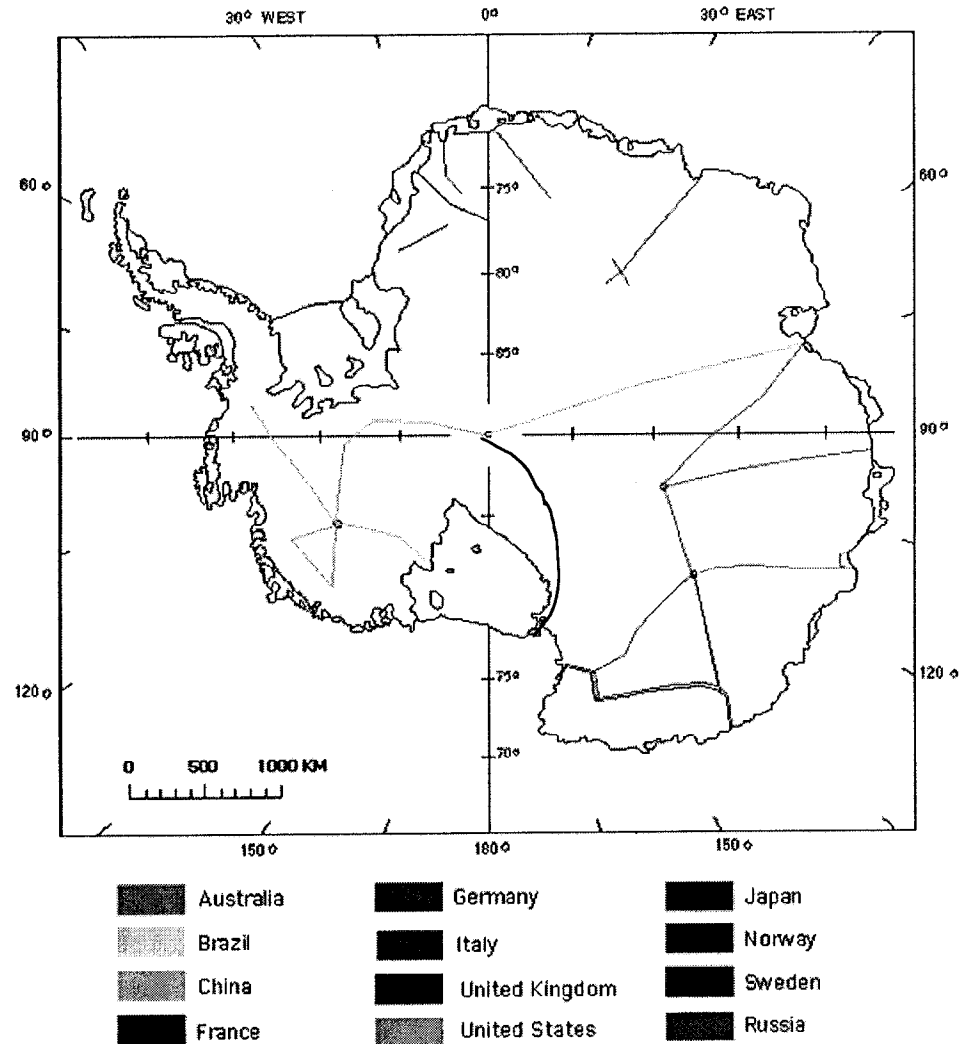 30° WEST 0° 30° EAST
60° 60°
75°
80°
85°
90° 90°
75°
120° 120°
70°
0 500 1000 KM
150° 180° 150°
Australia Germany Japan
Brazil Italy Norway
China United Kingdom Sweden
France United States Russia